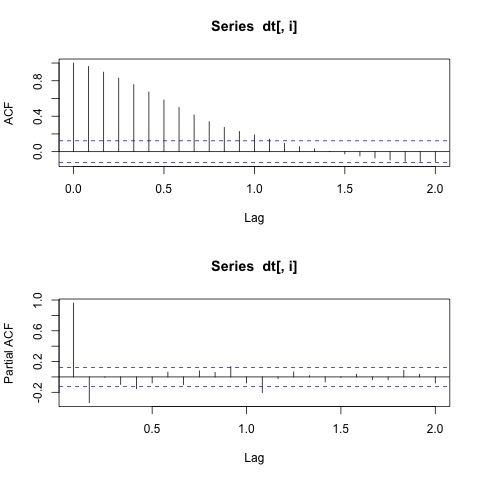 Series dt[, i]
ACF
0.0 0.4 0.8
0.0 0.5 1.0 1.5 2.0
Lag
Series dt[, i]
Partial ACF
-0.2 0.2 0.6 1.0
0.5 1.0 1.5 2.0
Lag